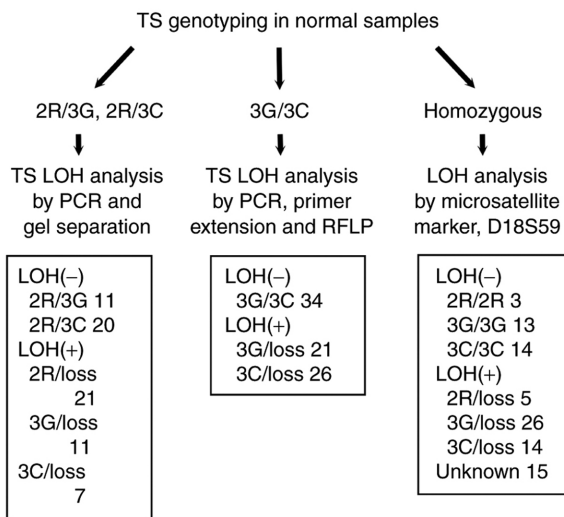 TS genotyping in normal samples
2R/3G, 2R/3C
3G/3C
Homozygous
TS LOH analysis
by PCR and
gel separation
TS LOH analysis
by PCR, primer
extension and RFLP
LOH analysis
by microsatellite
marker, D18S59
LOH(−)
2R/3G 11
2R/3C 20
LOH(+)
2R/loss
21
3G/loss
11
3C/loss
7
LOH(−)
3G/3C 34
LOH(+)
3G/loss 21
3C/loss 26
LOH(−)
2R/2R 3
3G/3G 13
3C/3C 14
LOH(+)
2R/loss 5
3G/loss 26
3C/loss 14
Unknown 15